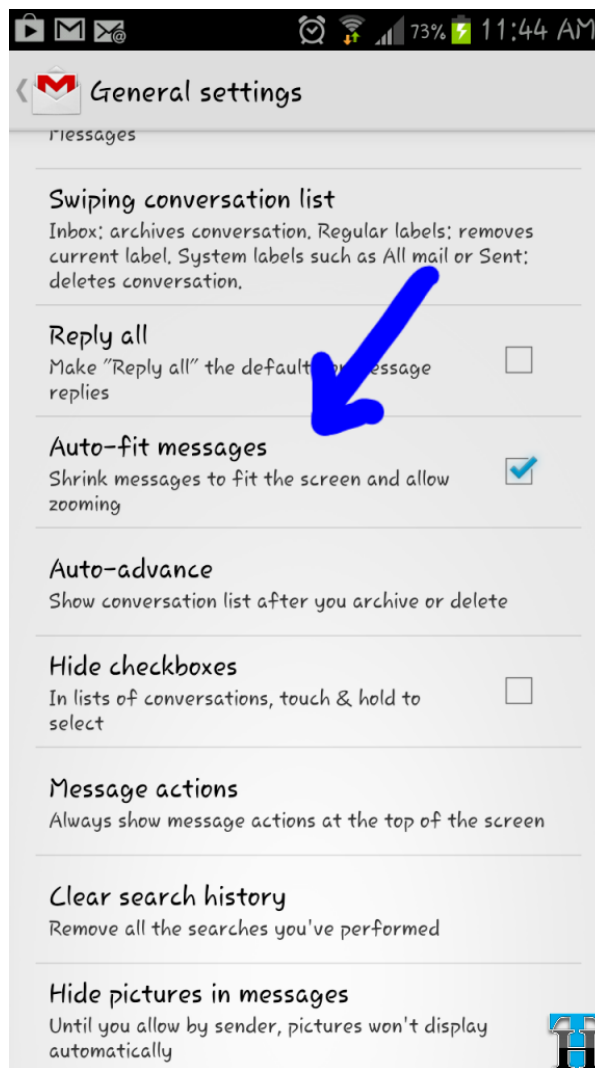 73% 11:44 AM
General settings
Messages
Swiping conversation list
Inbox: archives conversation. Regular labels: removes
current label. System labels such as All mail or Sent:
deletes conversation.
Reply all
Make "Reply all" the default for message
replies
Auto-fit messages
Shrink messages to fit the screen and allow
zooming
Auto-advance
Show conversation list after you archive or delete
Hide checkboxes
In lists of conversations, touch & hold to
select
Message actions
Always show message actions at the top of the screen
Clear search history
Remove all the searches you've performed
Hide pictures in messages
Until you allow by sender, pictures won't display
automatically